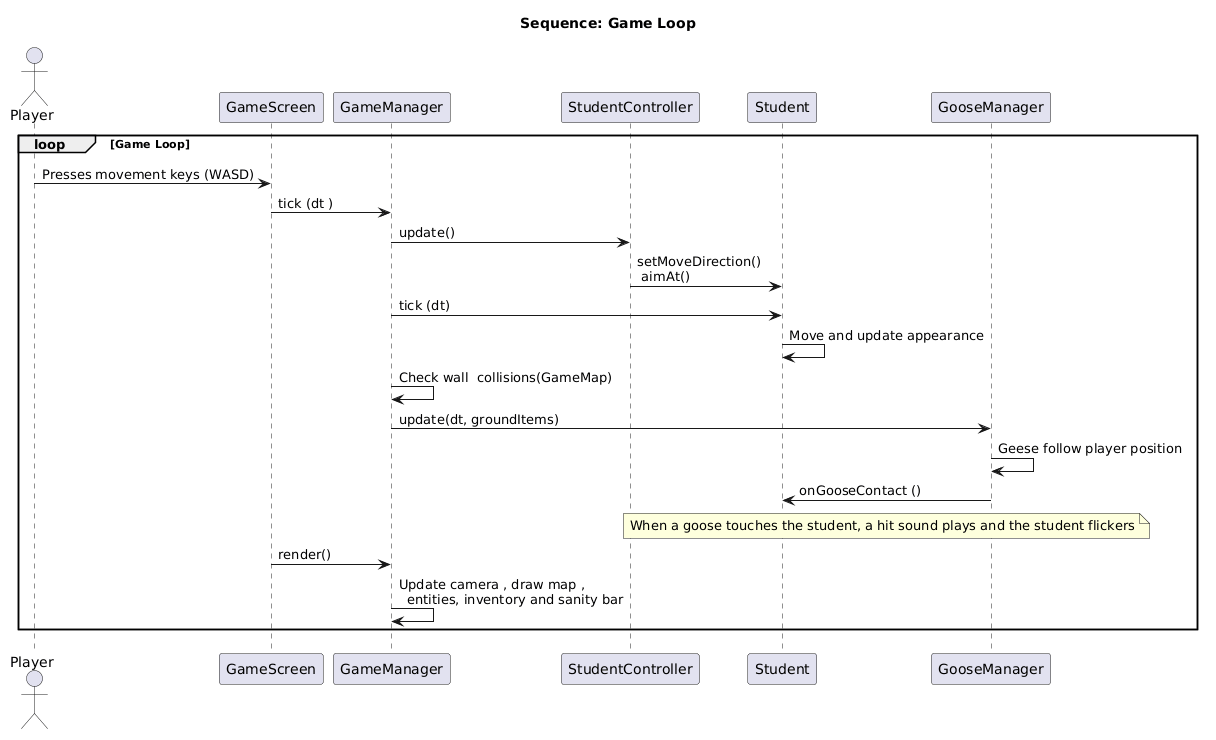 Sequence: Game Loop
Player
GameScreen
GameManager
StudentController
Student
GooseManager
loop
[Game Loop]
Presses movement keys (WASD)
tick (dt )
update()
setMoveDirection()
aimAt()
tick (dt)
Move and update appearance
Check wall  collisions(GameMap)
update(dt, groundItems)
Geese follow player position
onGooseContact ()
When a goose touches the student, a hit sound plays and the student flickers
render()
Update camera , draw map ,
entities, inventory and sanity bar
Player
GameScreen
GameManager
StudentController
Student
GooseManager